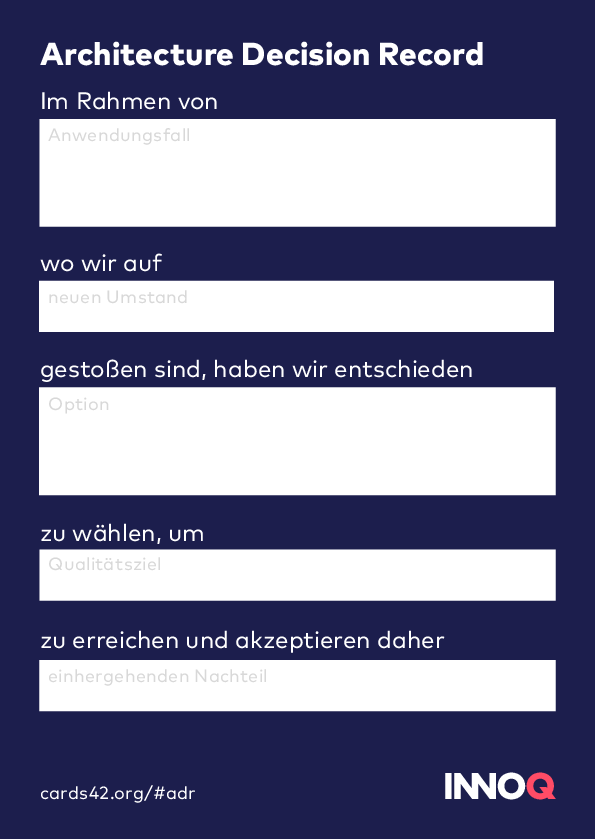 Architecture Decision Record
Im Rahmen von
Anwendungsfall
wo wir auf
neuen Umstand
gestoßen sind, haben wir entschieden
Option
zu wählen, um
Qualitätsziel
zu erreichen und akzeptieren daher
einhergehenden Nachteil
cards42.org/#adr
INNOQ